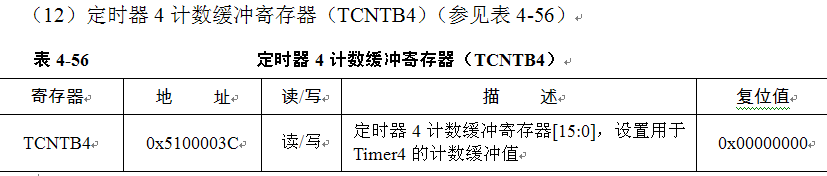 （12）定时器 4 计数缓冲寄存器（TCNTB4）（参见表 4-56）
表 4-56 定时器 4 计数缓冲寄存器（TCNTB4）
寄存器 地 址 读/写 描 述 复位值
TCNTB4 0x5100003C 读/写 定时器 4 计数缓冲寄存器[15:0]，设置用于 0x00000000
Timer4 的计数缓冲值